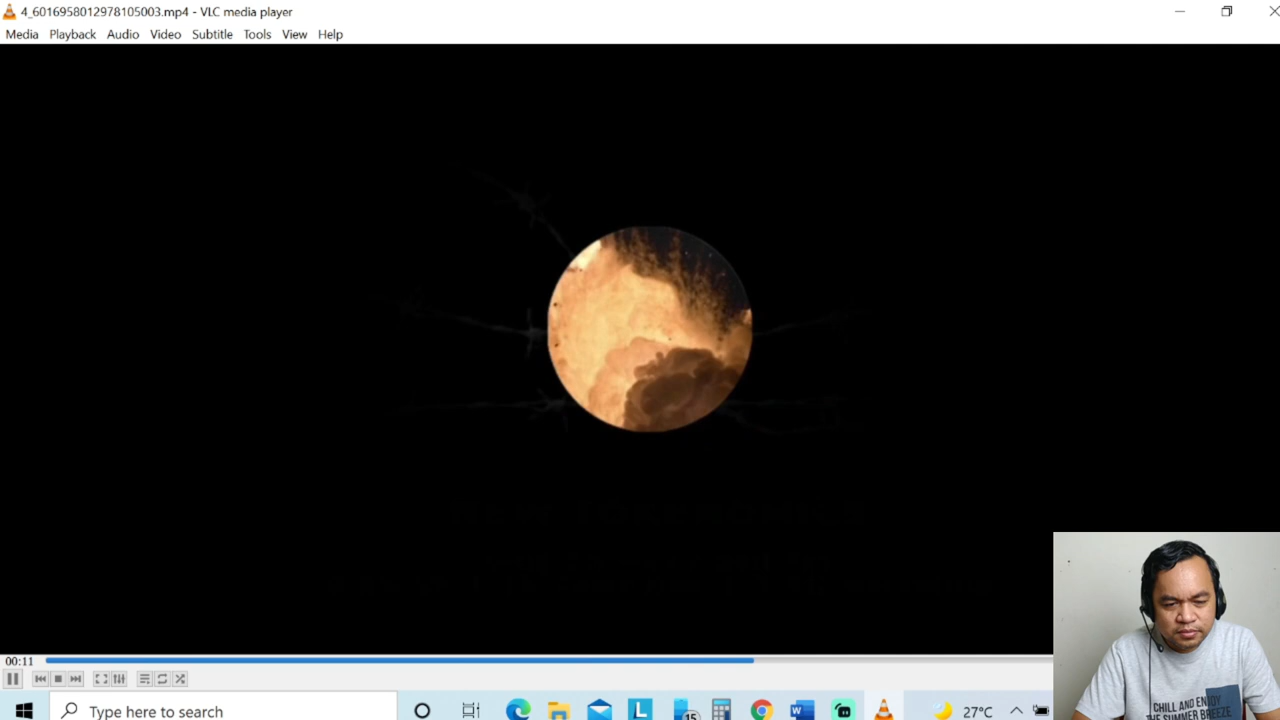 4_6016958012978105003.mp4 - VLC media player
Media Playback Audio Video Subtitle Tools View Help
00:11
CHILL AND ENJOY
THE SUMMER BREEZE
Type here to search
L
15
W
27°C